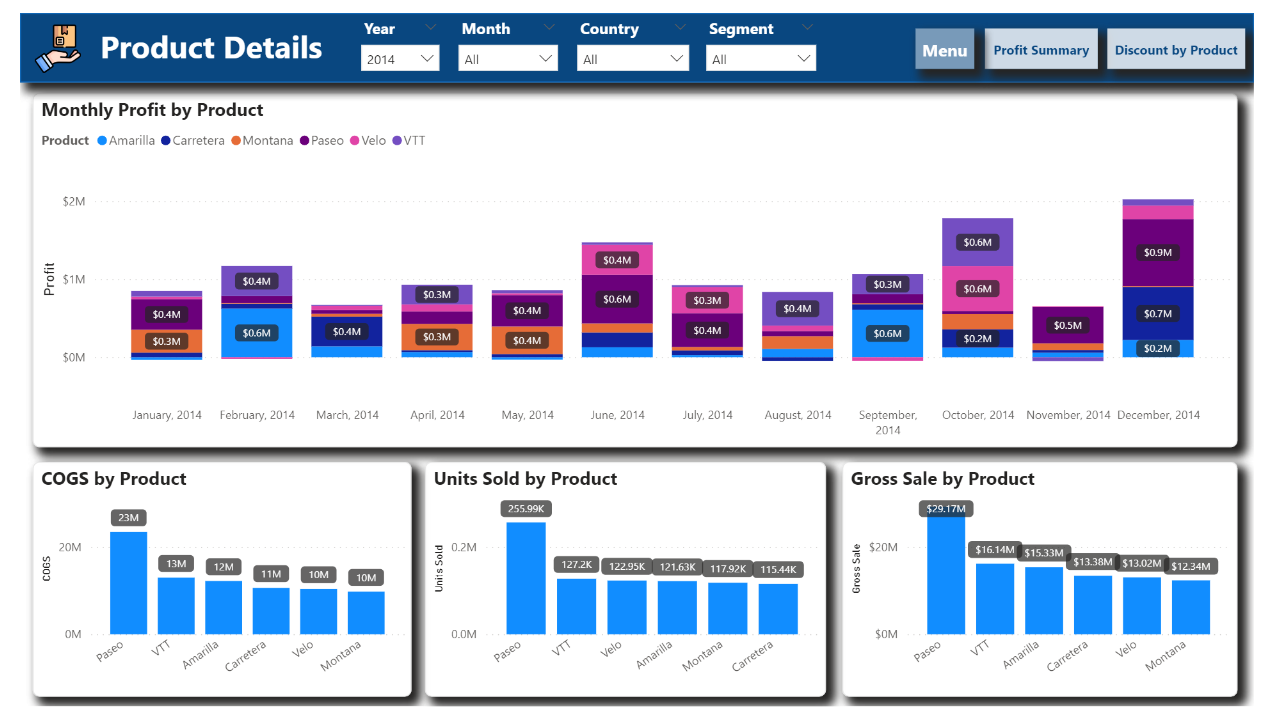 Product Details
Year
2014
Month
All
Country
All
Segment
All
Menu
Profit Summary
Discount by Product
Monthly Profit by Product
Product Amarilla Carretera Montana Paseo Velo VTT
Profit
$2M
$1M
$0M
$0.4M
$0.3M
$0.4M
$0.6M
$0.4M
$0.3M
$0.3M
$0.4M
$0.4M
$0.4M
$0.6M
$0.3M
$0.4M
$0.4M
$0.3M
$0.6M
$0.6M
$0.6M
$0.2M
$0.5M
$0.9M
$0.7M
$0.2M
January, 2014
February, 2014
March, 2014
April, 2014
May, 2014
June, 2014
July, 2014
August, 2014
September,
2014
October, 2014
November, 2014
December, 2014
COGS by Product
COGS
20M
0M
23M
13M
12M
11M
10M
10M
Paseo
VTT
Amarilla
Carretera
Velo
Montana
Units Sold by Product
Units Sold
0.2M
0.0M
255.99K
127.2K
122.95K
121.63K
117.92K
115.44K
Paseo
VTT
Velo
Amarilla
Montana
Carretera
Gross Sale by Product
Gross Sale
$20M
$0M
$29.17M
$16.14M
$15.33M
$13.38M
$13.02M
$12.34M
Paseo
VTT
Amarilla
Carretera
Velo
Montana